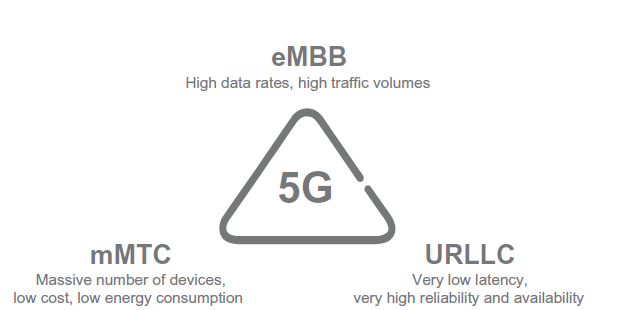 eMBB
High data rates, high traffic volumes
5G
mMTC
Massive number of devices,
low cost, low energy consumption
URLLC
Very low latency,
very high reliability and availability